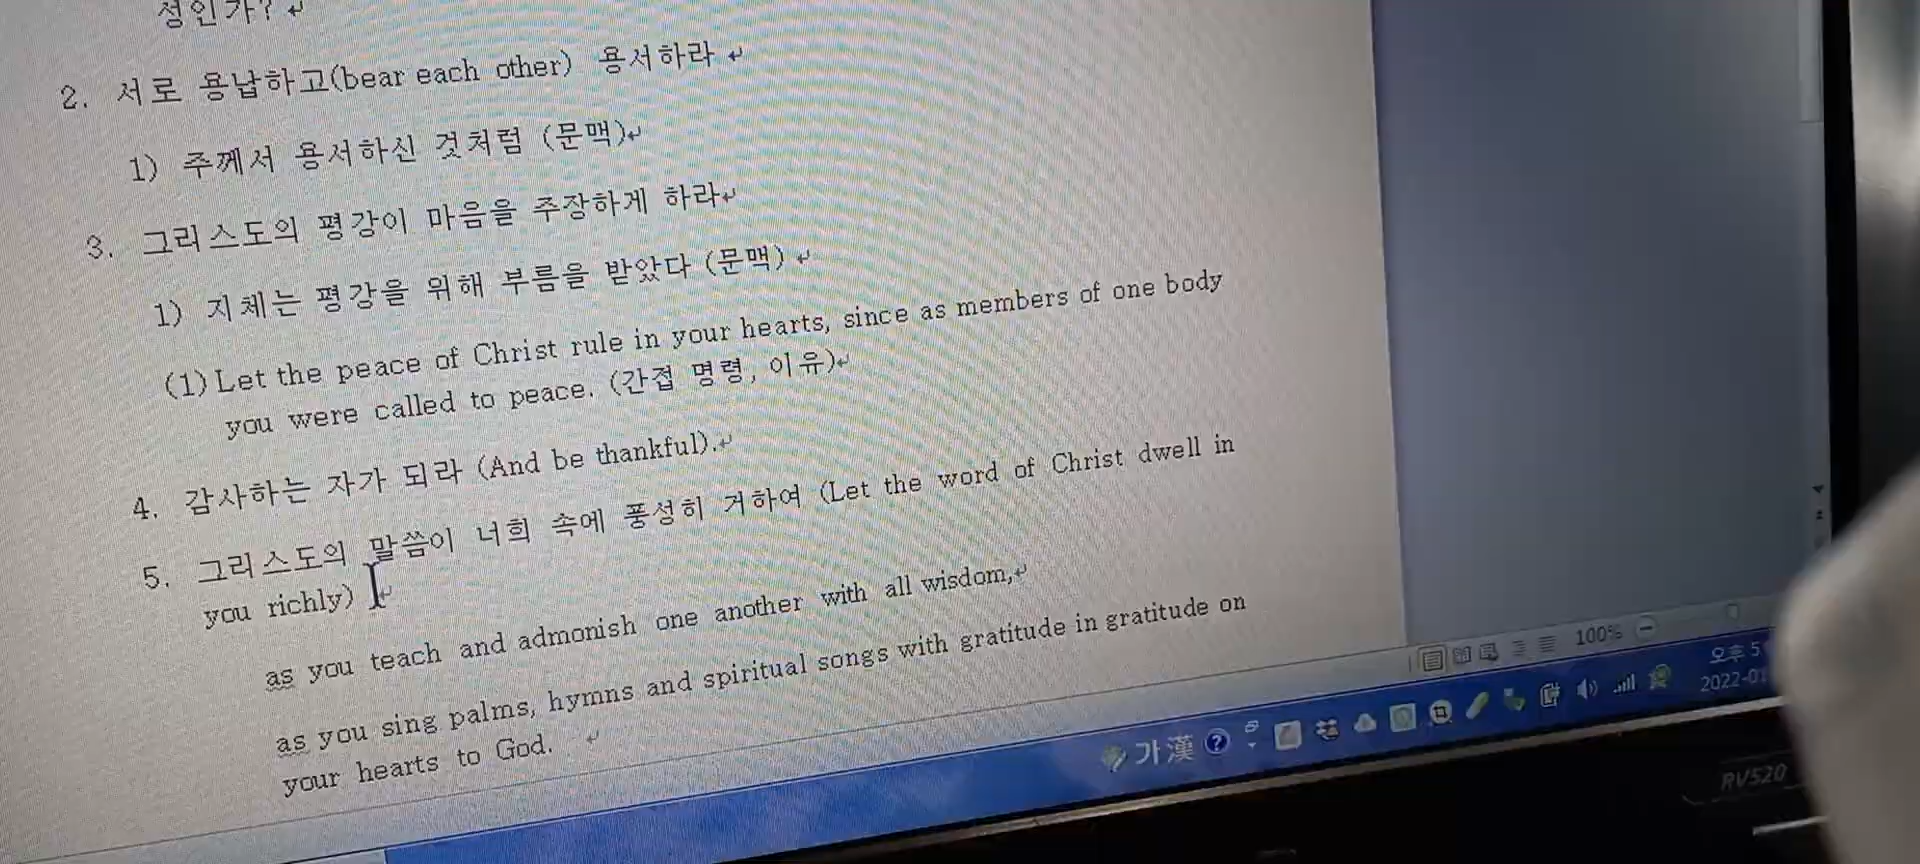 성인가?
2. 서로 용납하고(bear each other) 용서하라
1) 주께서 용서하신 것처럼 (문맥)
3. 그리스도의 평강이 마음을 주장하게 하라
1) 지체는 평강을 위해 부름을 받았다 (문맥)
(1) Let the peace of Christ rule in your hearts, since as members of one body
you were called to peace. (간접 명령, 이유)
4. 감사하는 자가 되라 (And be thankful).
5. 그리스도의 말씀이 너희 속에 풍성히 거하여 (Let the word of Christ dwell in
you richly)
as you teach and admonish one another with all wisdom,
as you sing palms, hymns and spiritual songs with gratitude in gratitude on
your hearts to God.
100%
가漢
오후 5
2022-01
RV520